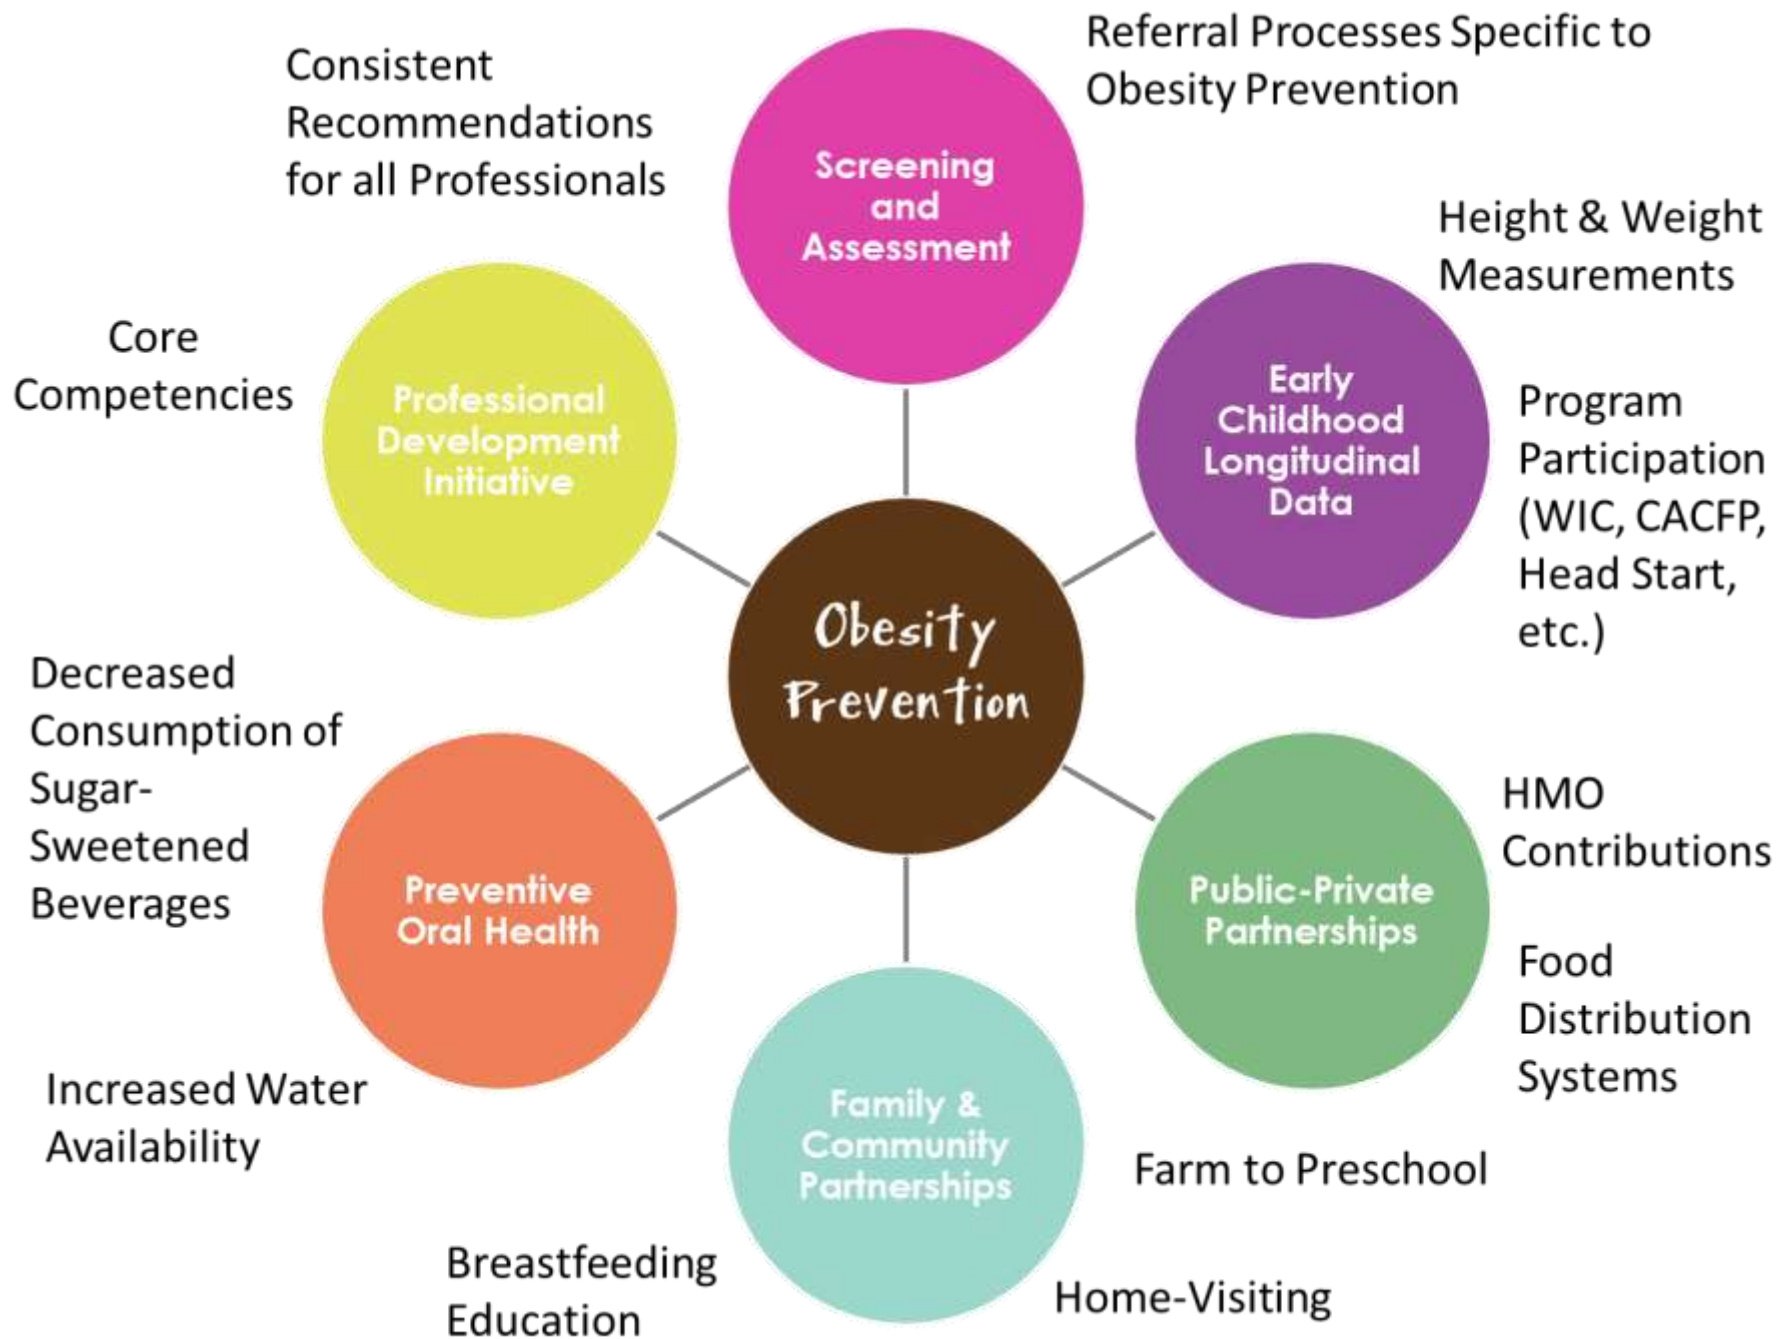 Consistent
Recommendations
for all Professionals
Screening
and
Assessment
Referral Processes Specific to
Obesity Prevention
Height & Weight
Measurements
Core
Competencies
Professional
Development
Initiative
Early
Childhood
Longitudinal
Data
Program
Participation
(WIC, CACFP,
Head Start,
etc.)
Obesity
Prevention
Decreased
Consumption of
Sugar-
Sweetened
Beverages
Preventive
Oral Health
Public-Private
Partnerships
HMO
Contributions
Food
Distribution
Systems
Increased Water
Availability
Family &
Community
Partnerships
Farm to Preschool
Breastfeeding
Education
Home-Visiting